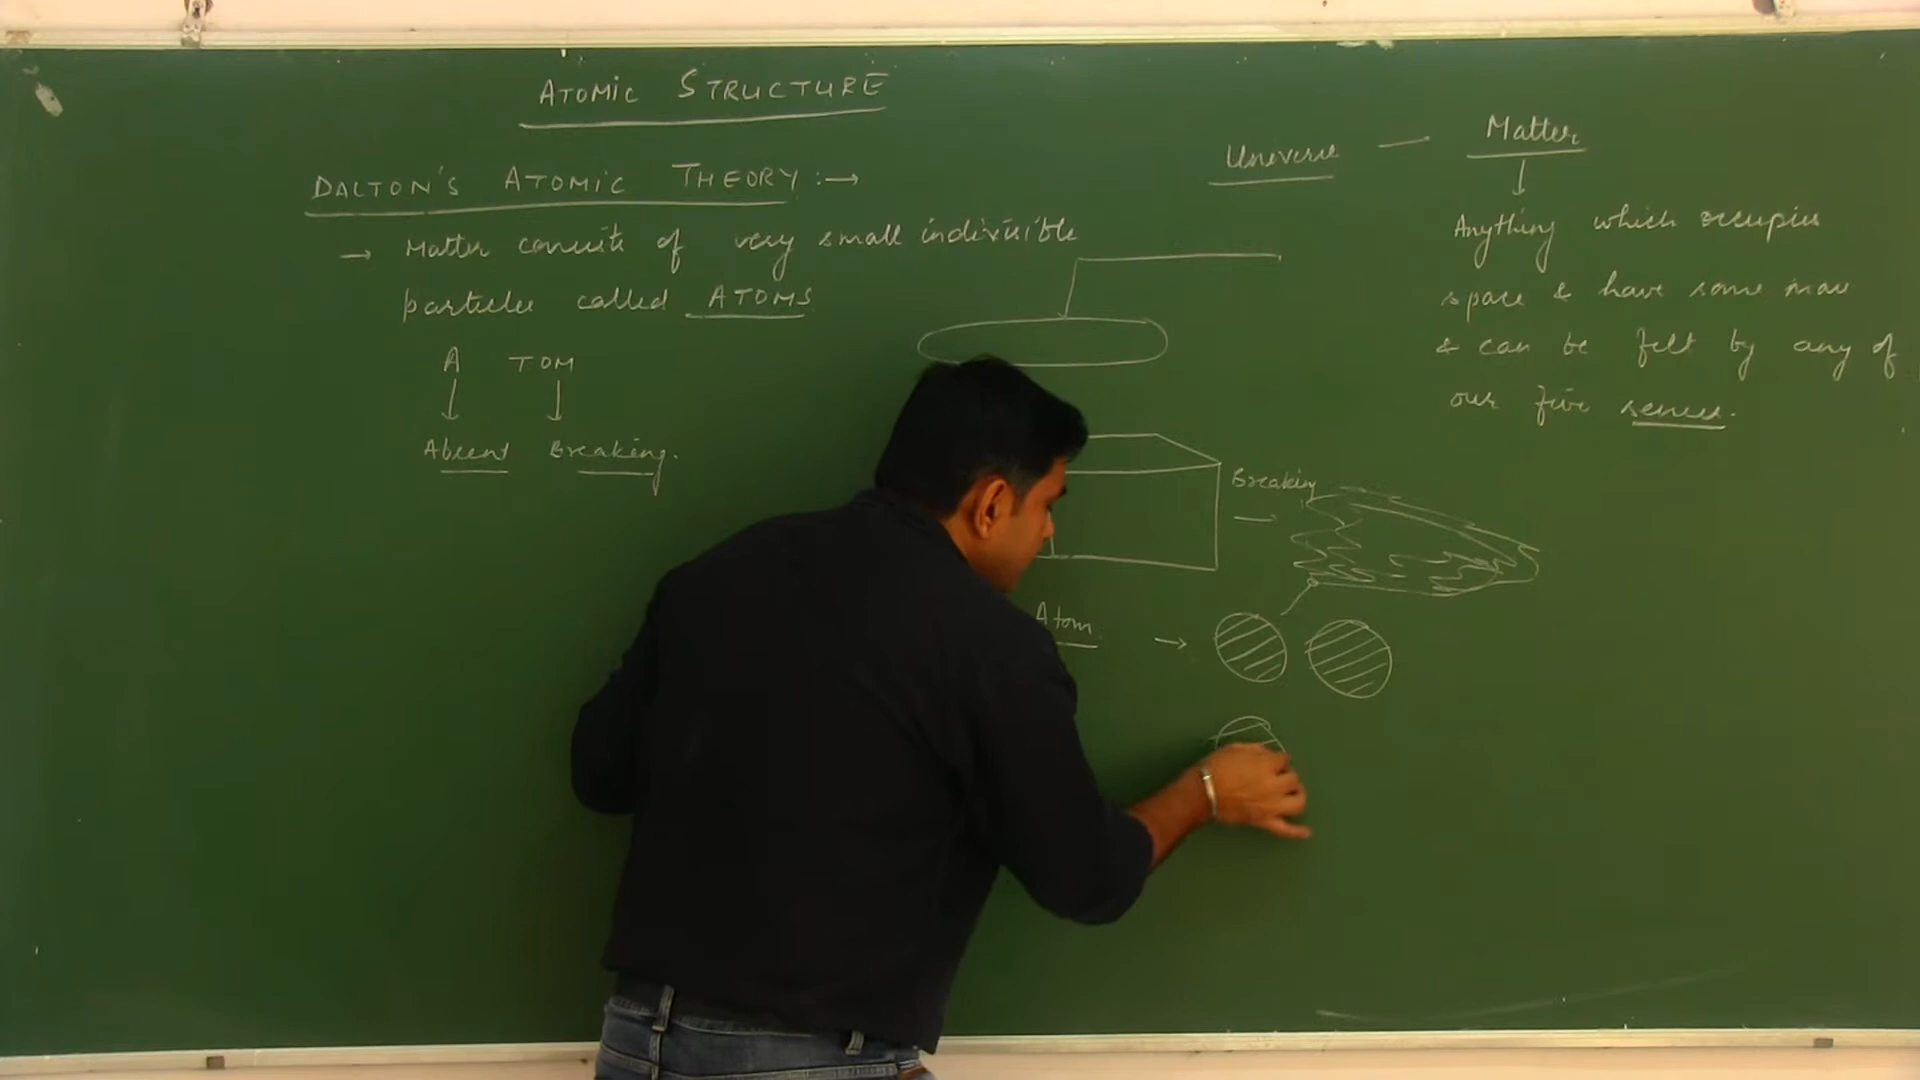 ATOMIC STRUCTURE
DALTON'S ATOMIC THEORY :→
→ Matter consists of very small indivisible
particles called ATOMS
A TOM
Absent Breaking.
Universe — Matter
Anything which occupies
space & have some mass
& can be felt by any of
our five senses.
Breaking
→
Atom →